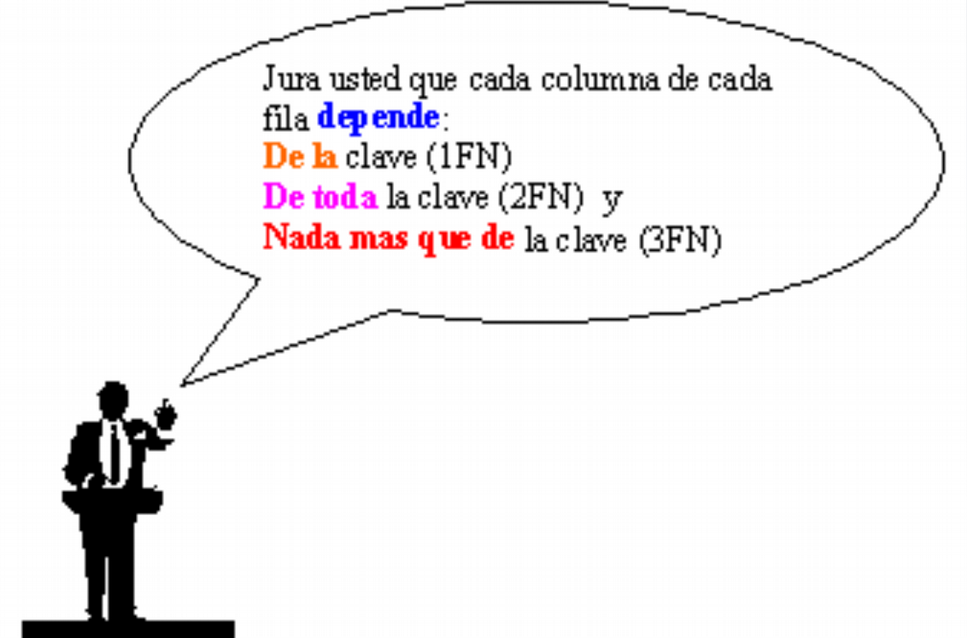 Jura usted que cada columna de cada
fila depende:
De la clave (1FN)
De toda la clave (2FN) y
Nada mas que de la clave (3FN)